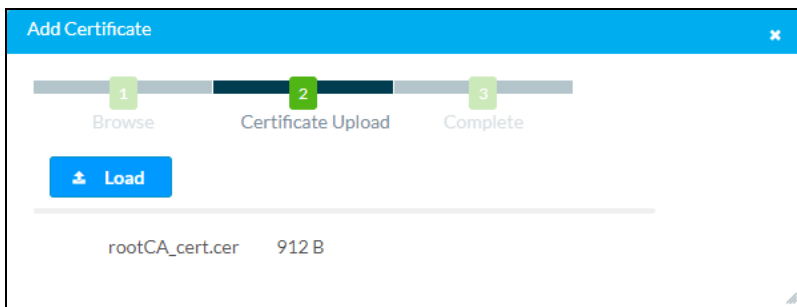 Add Certificate
1 2 3
Browse Certificate Upload Complete
Load
rootCA_cert.cer 912 B